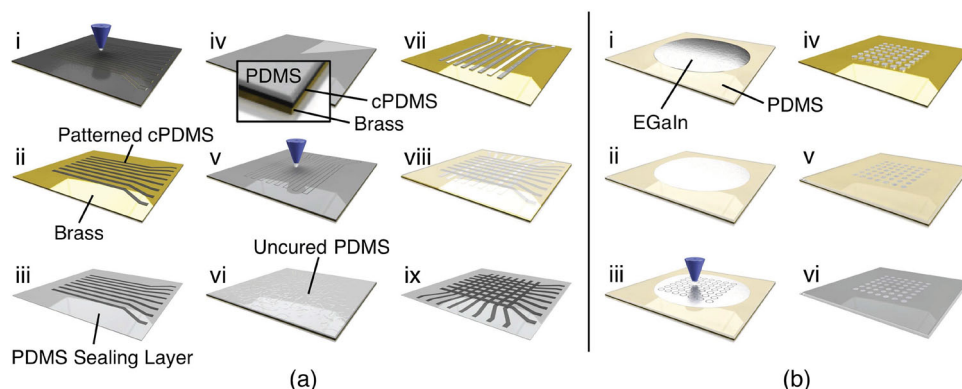 i
iv
vii
PDMS
cPDMS
Brass
Patterned cPDMS
ii
v
viii
Brass
Uncured PDMS
iii
vi
ix
PDMS Sealing Layer
(a)
i
iv
EGaIn
PDMS
ii
v
iii
vi
(b)